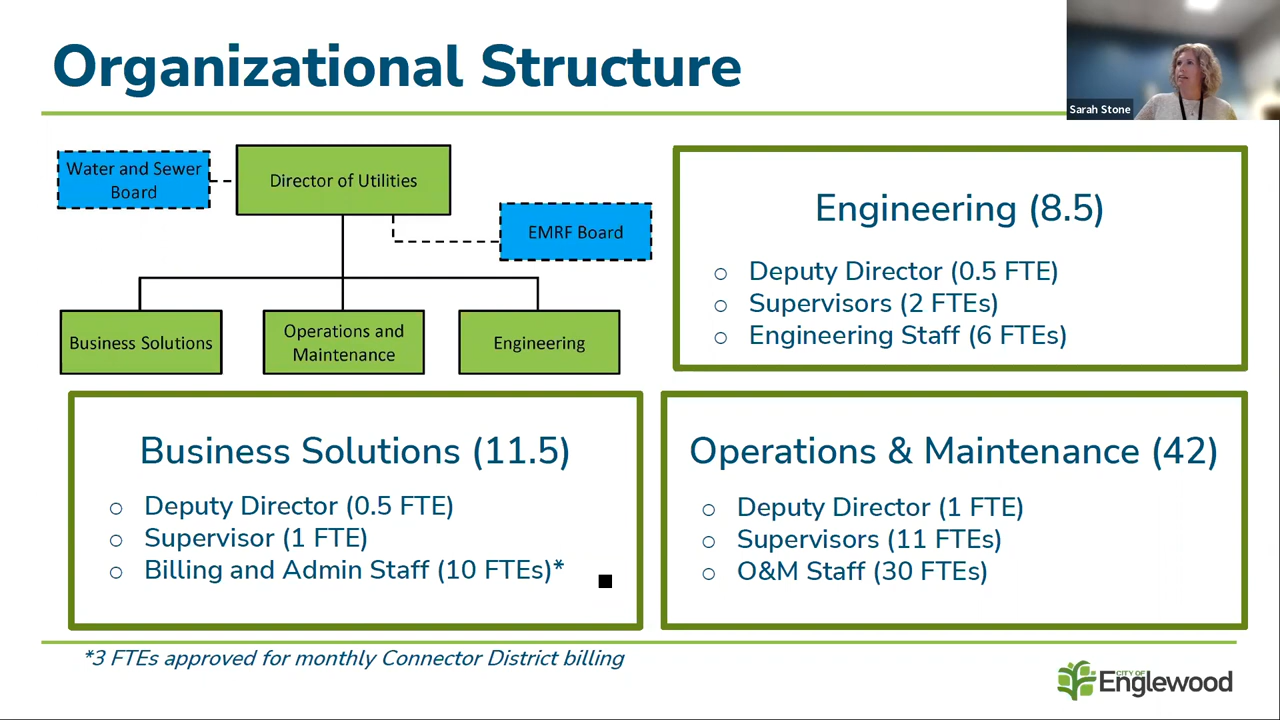 Organizational Structure
Sarah Stone
Water and Sewer
Board
Director of Utilities
EMRF Board
Business Solutions
Operations and
Maintenance
Engineering
Engineering (8.5)
o Deputy Director (0.5 FTE)
o Supervisors (2 FTEs)
o Engineering Staff (6 FTEs)
Business Solutions (11.5)
o Deputy Director (0.5 FTE)
o Supervisor (1 FTE)
o Billing and Admin Staff (10 FTEs)*
Operations & Maintenance (42)
o Deputy Director (1 FTE)
o Supervisors (11 FTEs)
o O&M Staff (30 FTEs)
*3 FTEs approved for monthly Connector District billing
CITY OF
Englewood